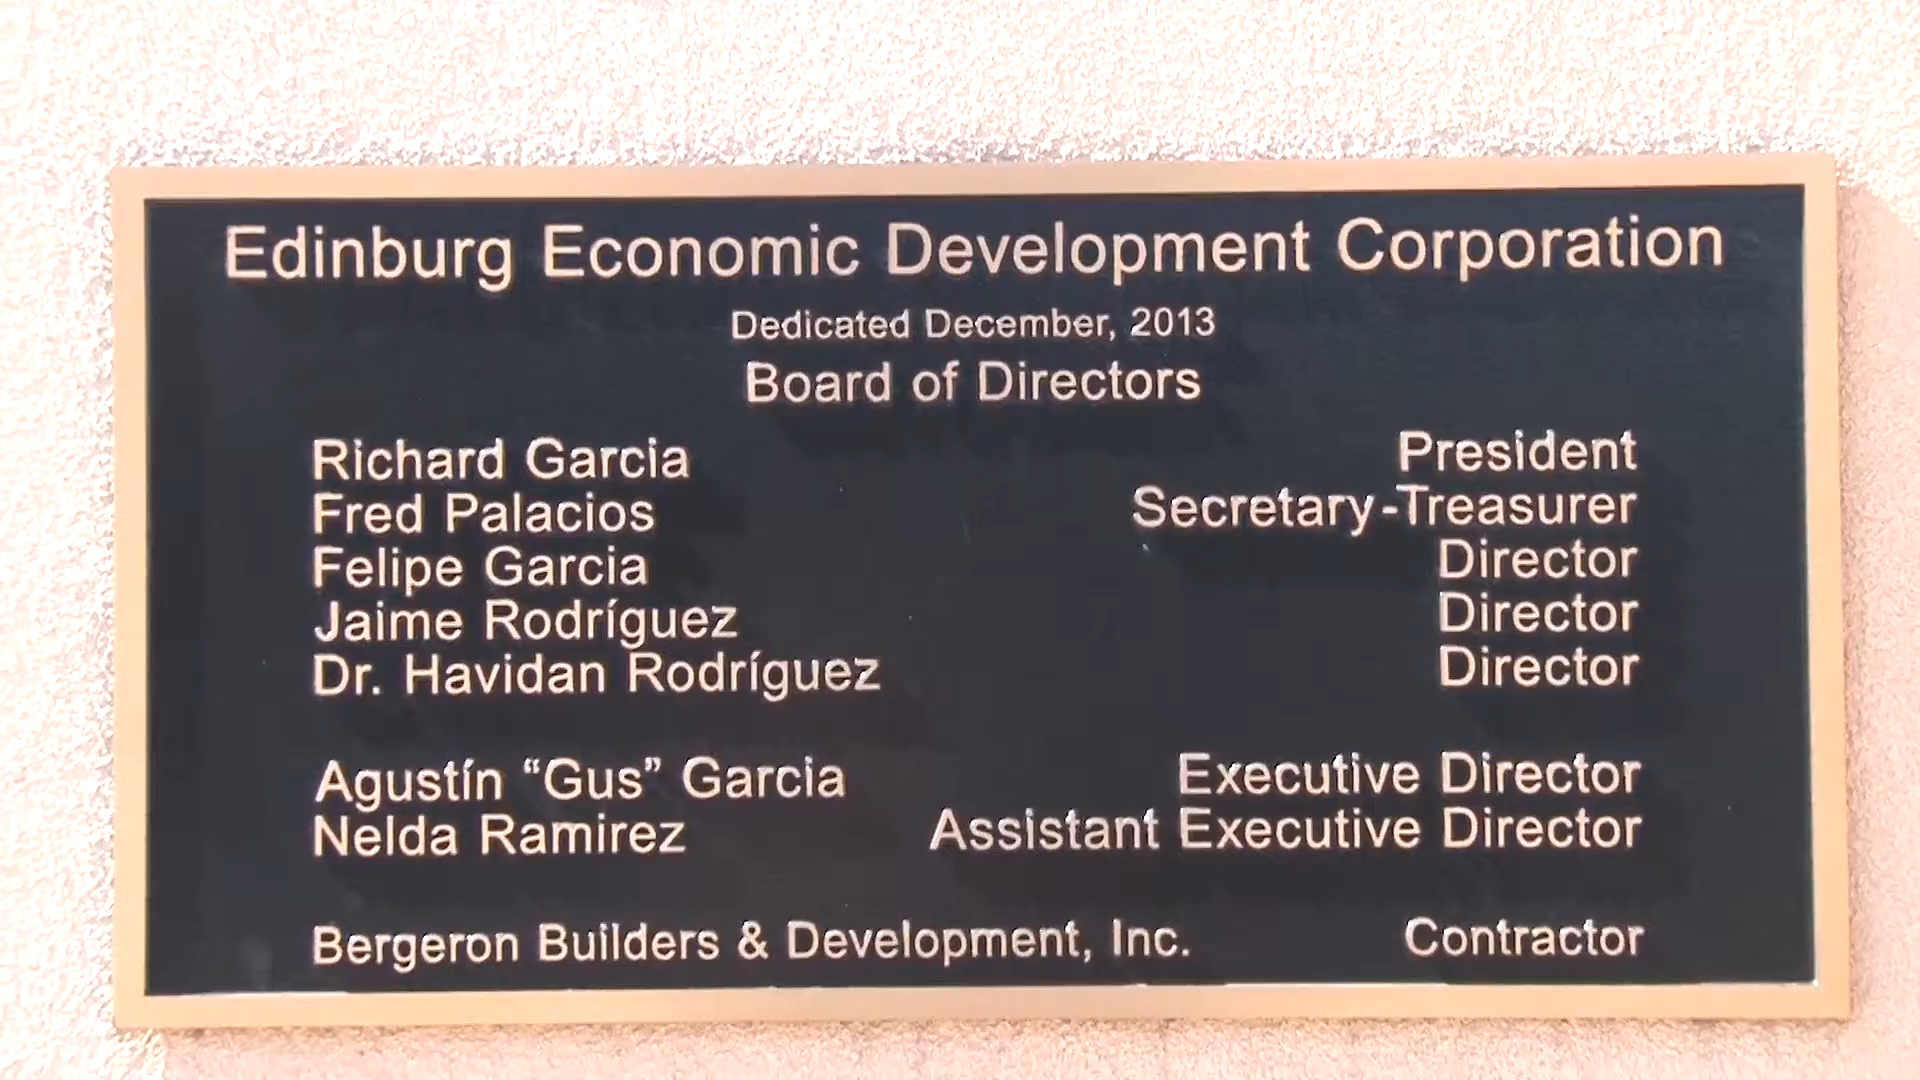 Edinburg Economic Development Corporation
Dedicated December, 2013
Board of Directors
Richard Garcia President
Fred Palacios Secretary-Treasurer
Felipe Garcia Director
Jaime Rodríguez Director
Dr. Havidan Rodríguez Director
Agustín “Gus” Garcia Executive Director
Nelda Ramirez Assistant Executive Director
Bergeron Builders & Development, Inc. Contractor